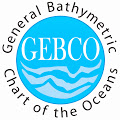 General Bathymetric
GEBCO
Chart of the Oceans